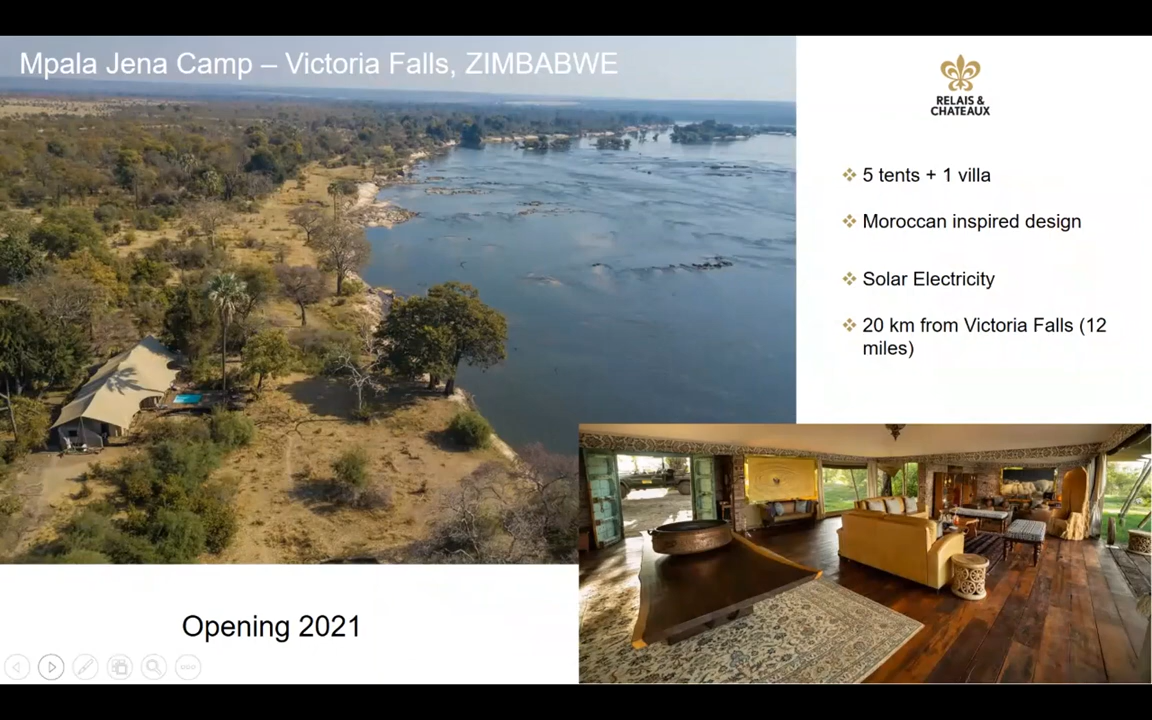 Mpala Jena Camp – Victoria Falls, ZIMBABWE
RELAIS &
CHATEAUX
5 tents + 1 villa
Moroccan inspired design
Solar Electricity
20 km from Victoria Falls (12
miles)
Opening 2021